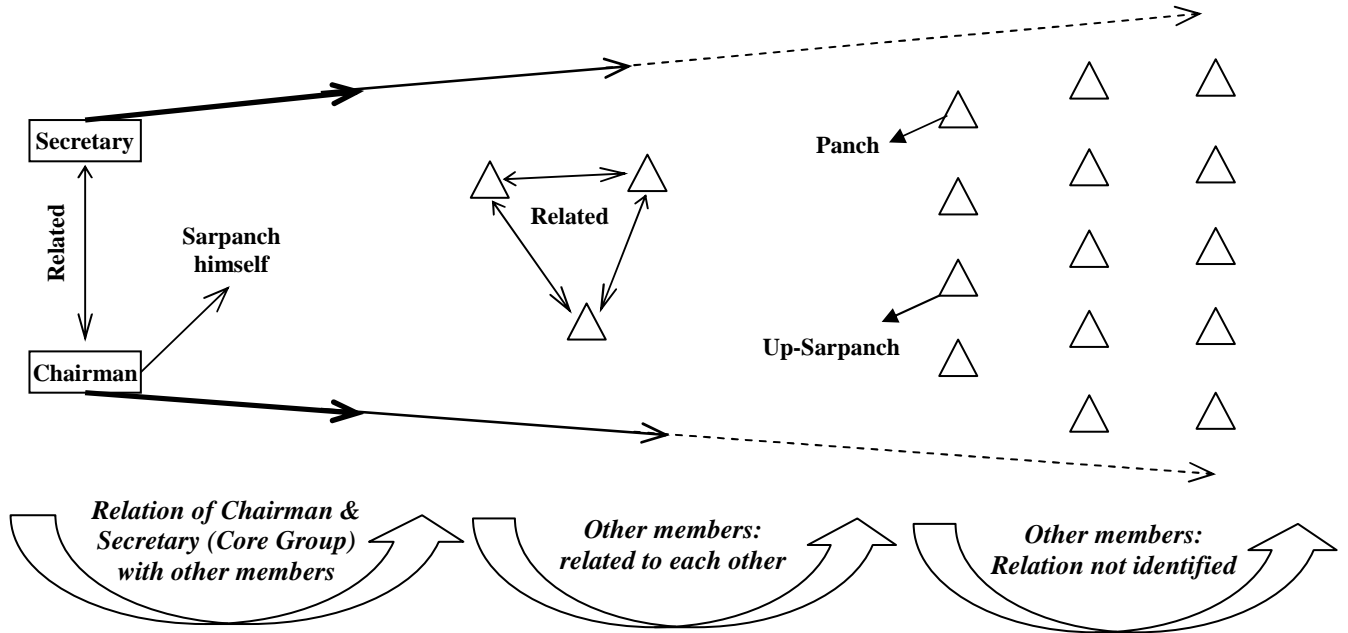 Secretary
Related
Chairman
Sarpanch
himself
Related
Panch
Up-Sarpanch
Relation of Chairman &
Secretary (Core Group)
with other members
Other members:
related to each other
Other members:
Relation not identified